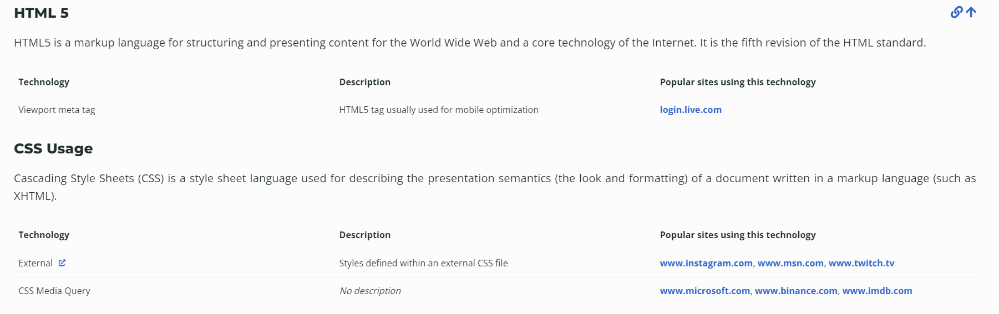 HTML 5
HTML5 is a markup language for structuring and presenting content for the World Wide Web and a core technology of the Internet. It is the fifth revision of the HTML standard.
Technology Description Popular sites using this technology
Viewport meta tag HTML5 tag usually used for mobile optimization login.live.com
CSS Usage
Cascading Style Sheets (CSS) is a style sheet language used for describing the presentation semantics (the look and formatting) of a document written in a markup language (such as
XHTML).
Technology Description Popular sites using this technology
External Styles defined within an external CSS file www.instagram.com, www.msn.com, www.twitch.tv
CSS Media Query No description www.microsoft.com, www.binance.com, www.imdb.com